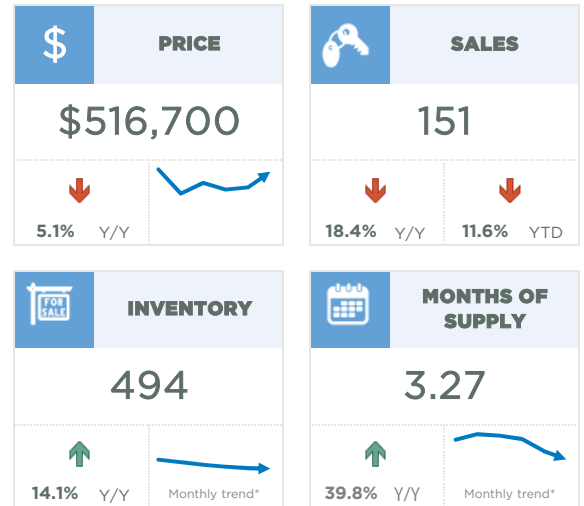 $
PRICE
$516,700
5.1% Y/Y
SALES
151
18.4% Y/Y
11.6% YTD
FOR
SALE
INVENTORY
494
14.1% Y/Y
Monthly trend*
MONTHS OF
SUPPLY
3.27
39.8% Y/Y
Monthly trend*